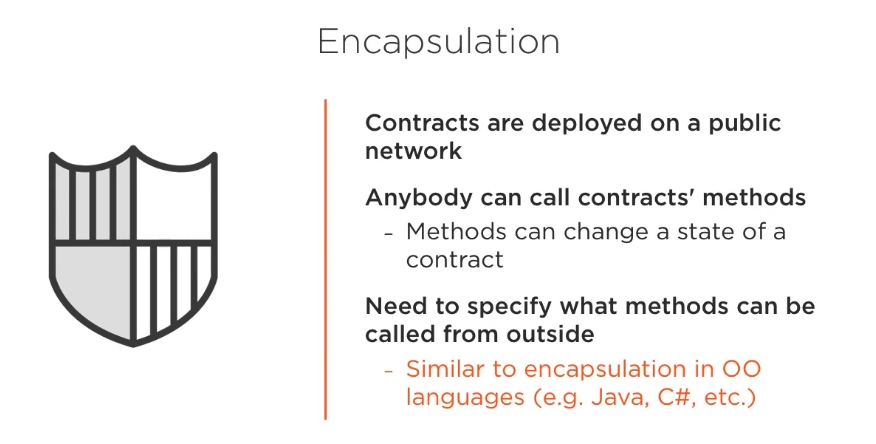 Encapsulation
Contracts are deployed on a public
network
Anybody can call contracts' methods
- Methods can change a state of a
contract
Need to specify what methods can be
called from outside
- Similar to encapsulation in OO
languages (e.g. Java, C#, etc.)